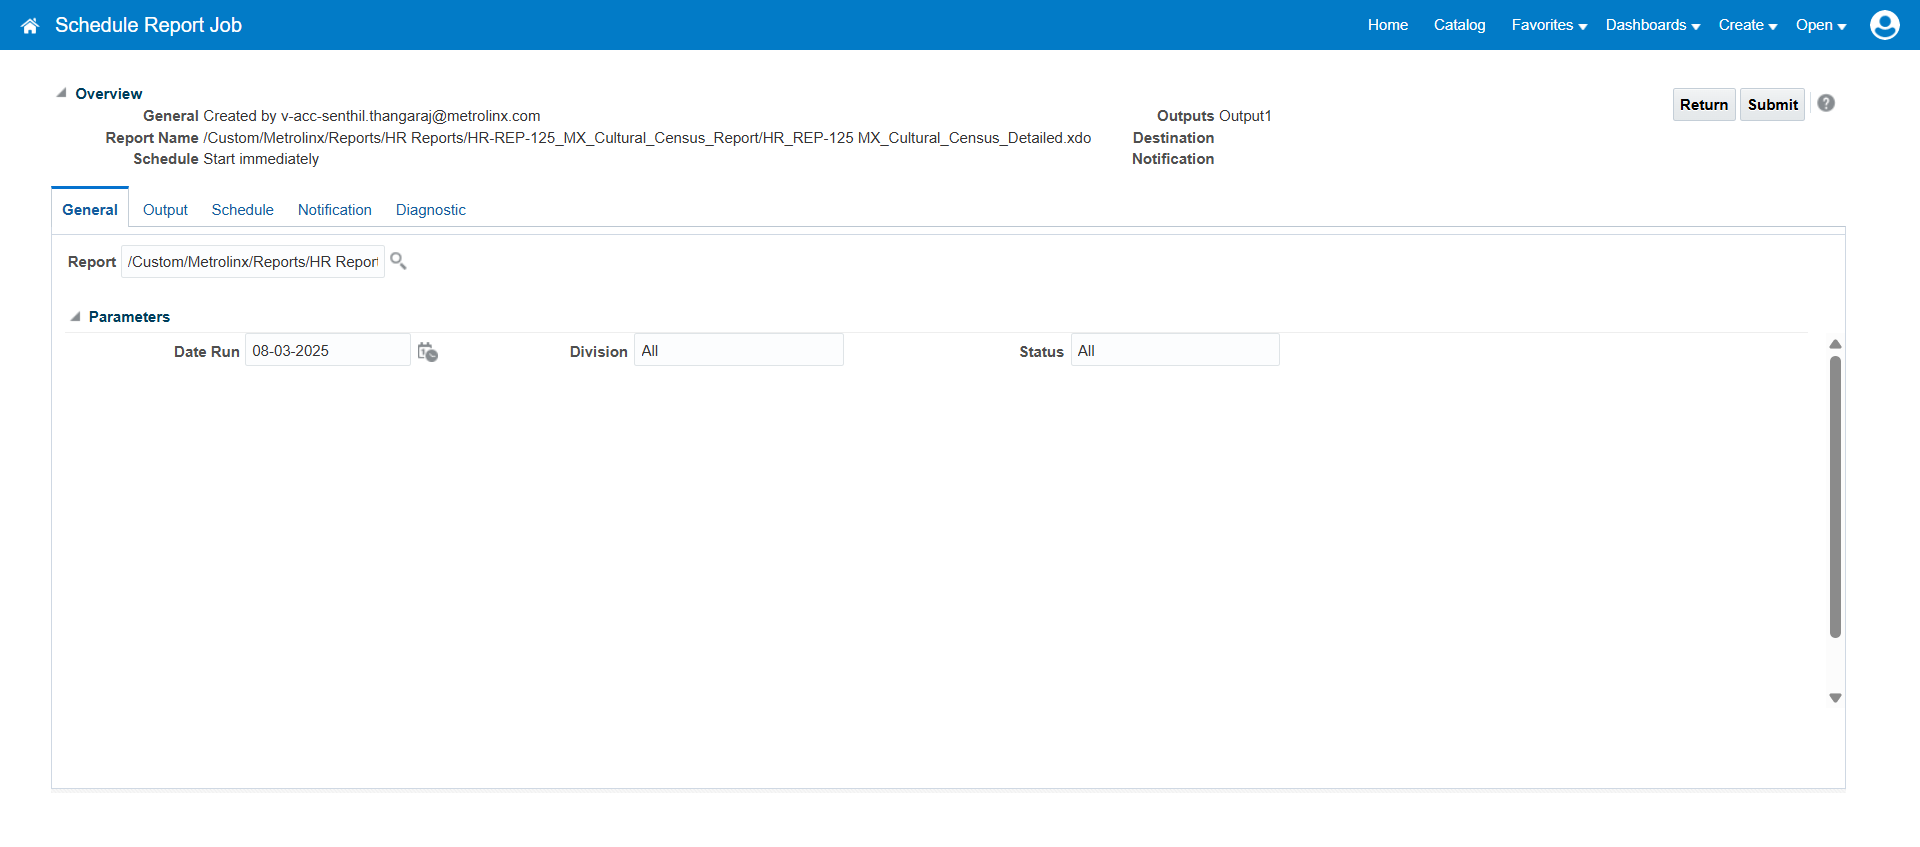 Schedule Report Job
Home Catalog Favorites Dashboards Create Open
Overview
General Created by v-acc-senthil.thangaraj@metrolinx.com
Report Name /Custom/Metrolinx/Reports/HR Reports/HR-REP-125_MX_Cultural_Census_Report/HR_REP-125 MX_Cultural_Census_Detailed.xdo
Schedule Start immediately
Outputs Output1
Destination
Notification
Return Submit ?
General Output Schedule Notification Diagnostic
Report /Custom/Metrolinx/Reports/HR Report
Parameters
Date Run 08-03-2025 Division All Status All